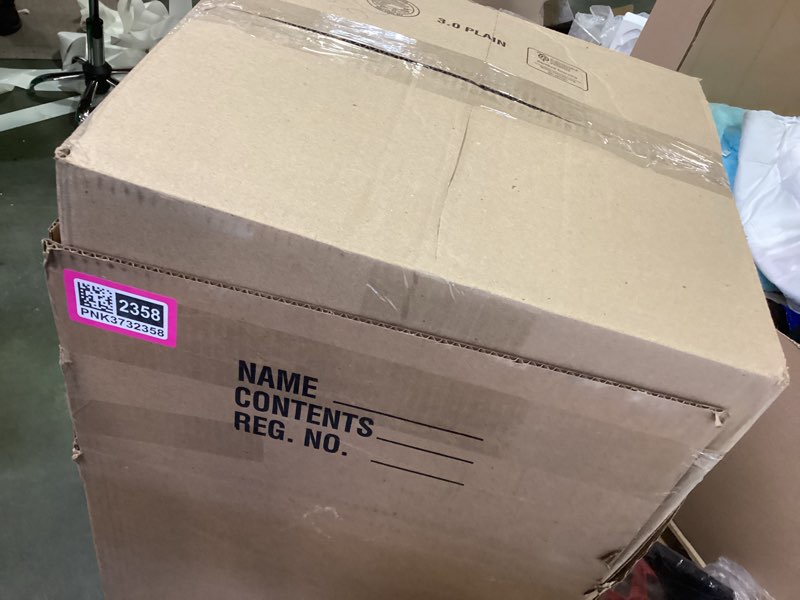 3.0 PLAIN
2358
PNK3732358
NAME
CONTENTS
REG. NO.